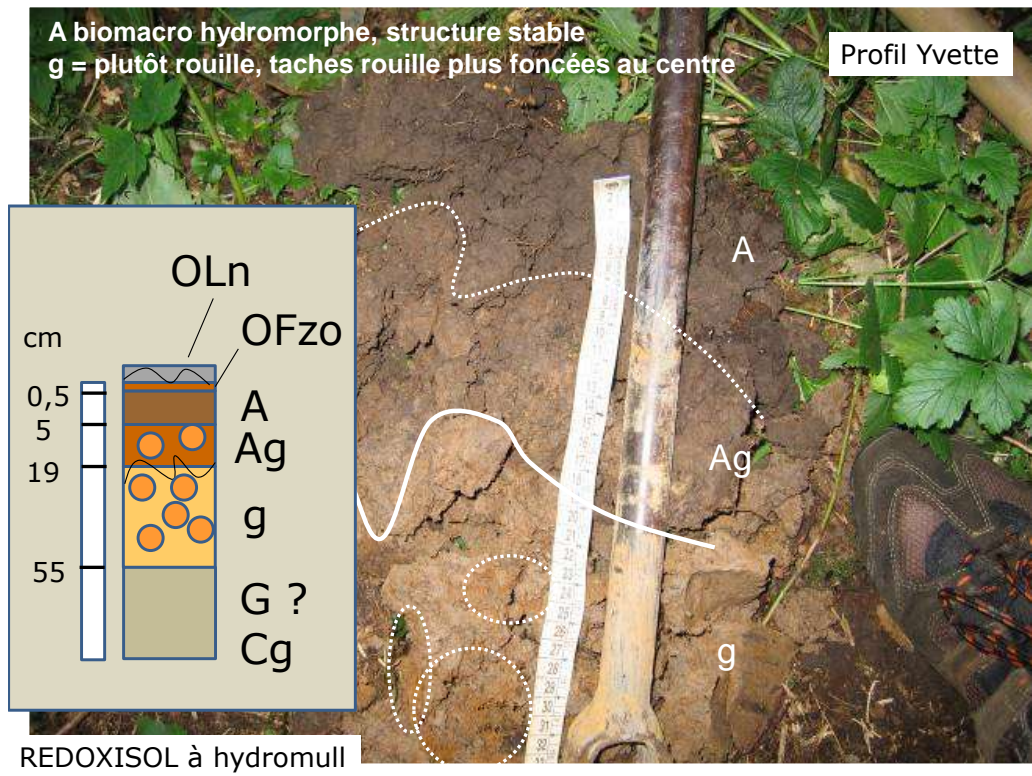 A biomacro hydromorphe, structure stable
g = plutôt rouille, taches rouille plus foncées au centre
Profil Yvette
A
Ag
g
OLn
OFzo
cm
0,5
A
5
Ag
19
g
55
G ?
Cg
REDOXISOL à hydromull